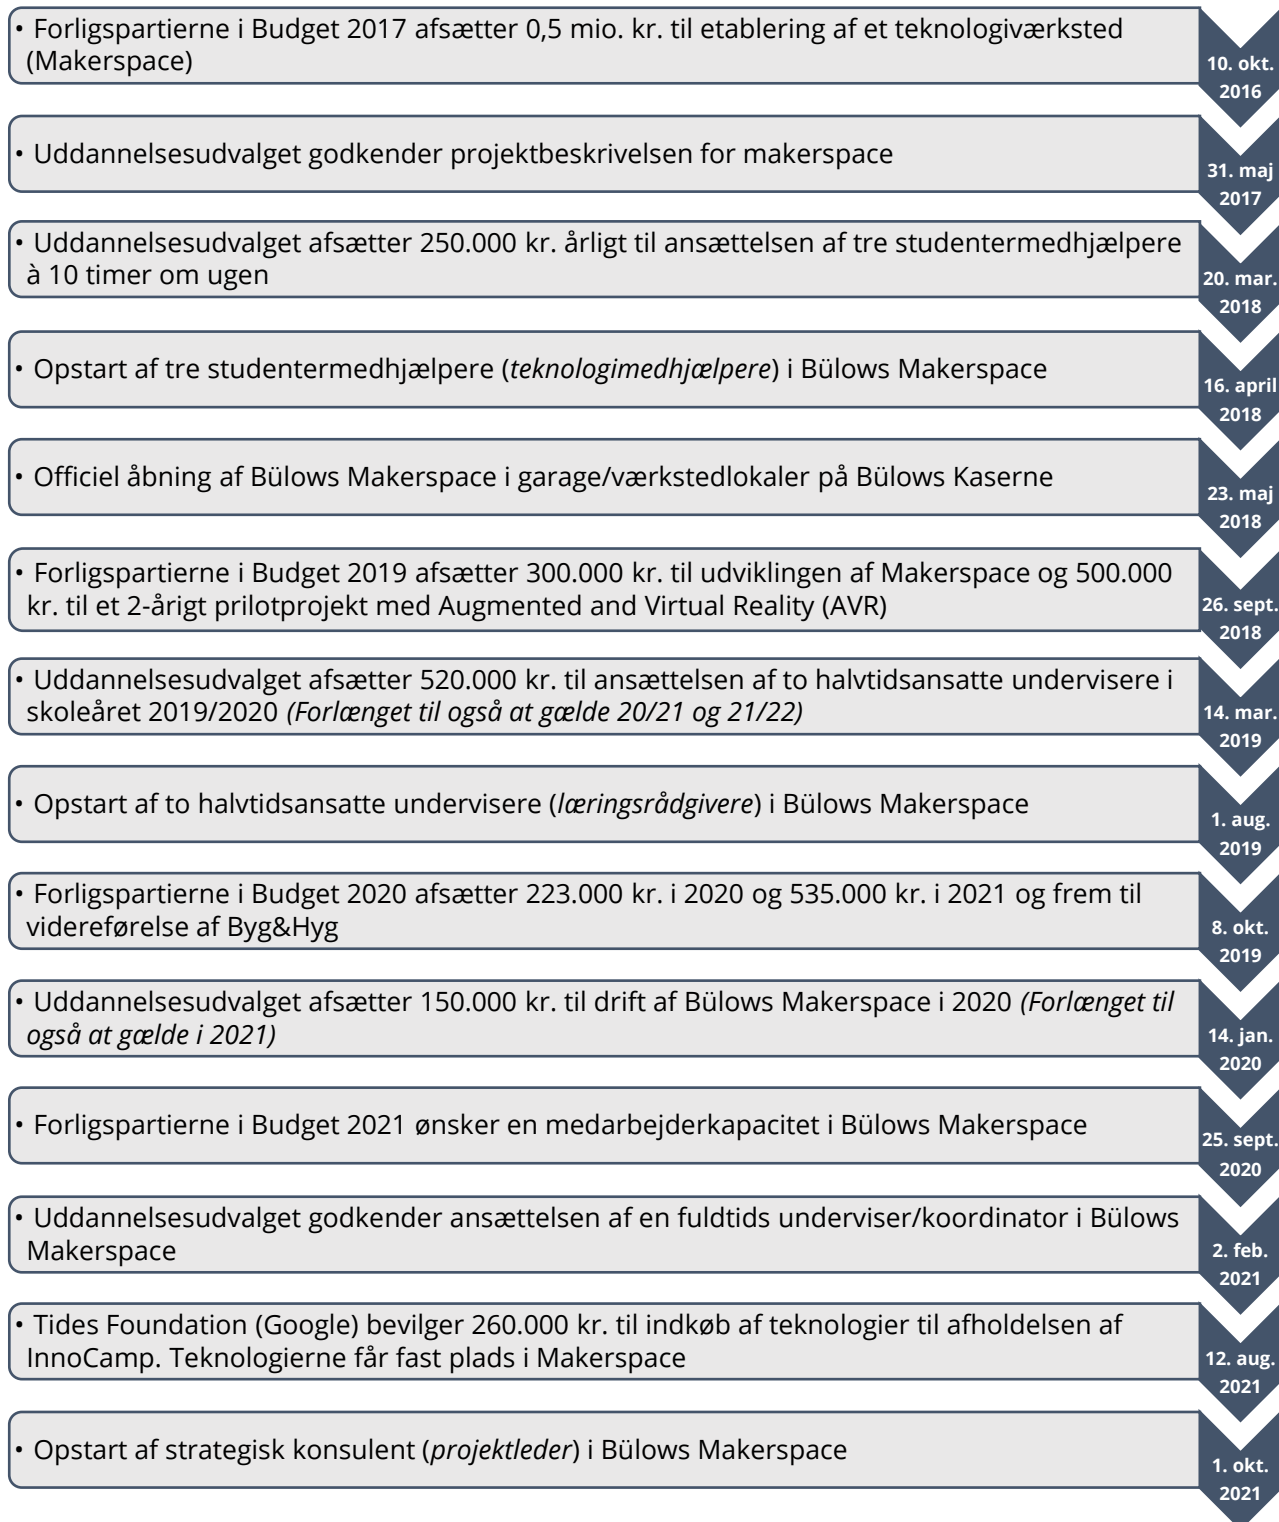 • Forligspartierne i Budget 2017 afsætter 0,5 mio. kr. til etablering af et teknologiværksted
(Makerspace)
10. okt.
2016
• Uddannelsesudvalget godkender projektbeskrivelsen for makerspace
31. maj
2017
• Uddannelsesudvalget afsætter 250.000 kr. årligt til ansættelsen af tre studentermedhjælpere
à 10 timer om ugen
20. mar.
2018
• Opstart af tre studentermedhjælpere (teknologimedhjælpere) i Bülows Makerspace
16. april
2018
• Officiel åbning af Bülows Makerspace i garage/værkstedlokaler på Bülows Kaserne
23. maj
2018
• Forligspartierne i Budget 2019 afsætter 300.000 kr. til udviklingen af Makerspace og 500.000
kr. til et 2-årigt prilotprojekt med Augmented and Virtual Reality (AVR)
26. sept.
2018
• Uddannelsesudvalget afsætter 520.000 kr. til ansættelsen af to halvtidsansatte undervisere i
skoleåret 2019/2020 (Forlænget til også at gælde 20/21 og 21/22)
14. mar.
2019
• Opstart af to halvtidsansatte undervisere (læringsrådgivere) i Bülows Makerspace
1. aug.
2019
• Forligspartierne i Budget 2020 afsætter 223.000 kr. i 2020 og 535.000 kr. i 2021 og frem til
videreførelse af Byg&Hyg
8. okt.
2019
• Uddannelsesudvalget afsætter 150.000 kr. til drift af Bülows Makerspace i 2020 (Forlænget til
også at gælde i 2021)
14. jan.
2020
• Forligspartierne i Budget 2021 ønsker en medarbejderkapacitet i Bülows Makerspace
25. sept.
2020
• Uddannelsesudvalget godkender ansættelsen af en fuldtids underviser/koordinator i Bülows
Makerspace
2. feb.
2021
• Tides Foundation (Google) bevilger 260.000 kr. til indkøb af teknologier til afholdelsen af
InnoCamp. Teknologierne får fast plads i Makerspace
12. aug.
2021
• Opstart af strategisk konsulent (projektleder) i Bülows Makerspace
1. okt.
2021